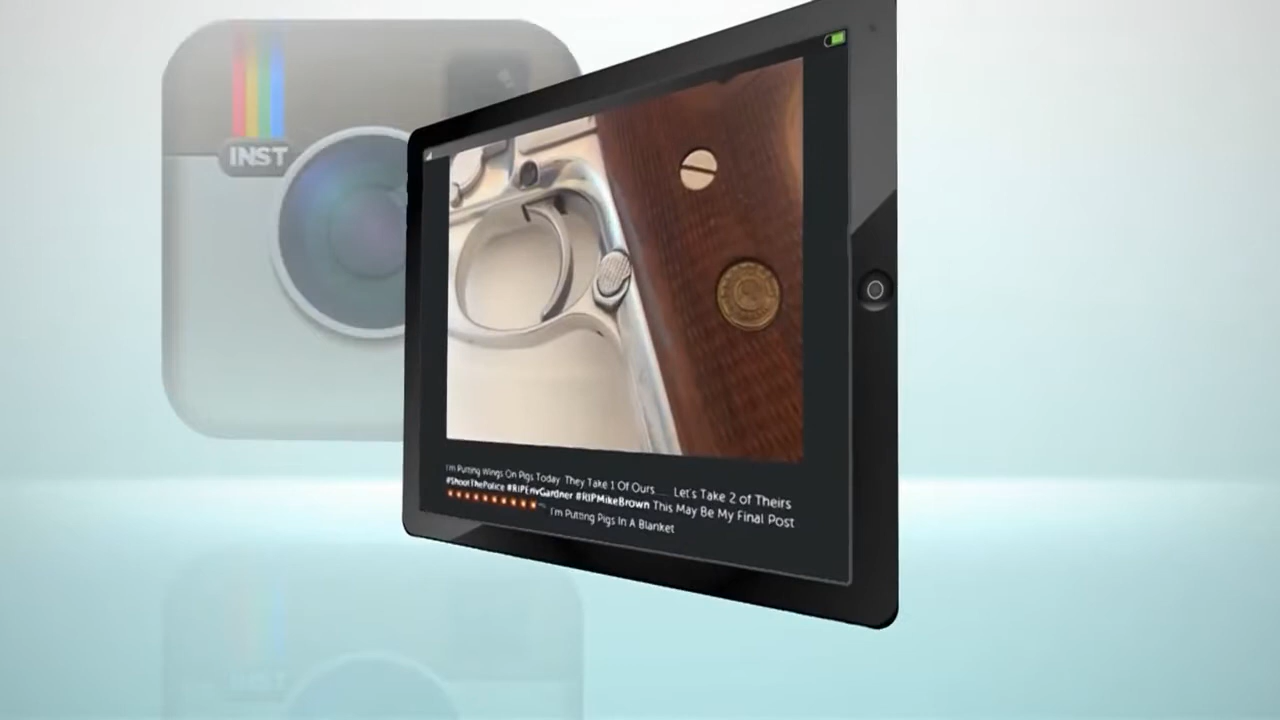 INST
I'm Putting Wings On Pigs Today They Take 1 Of Ours..... Let's Take 2 of Theirs
#ShootThePolice #RIPErivGardner #RIPMikeBrown This May Be My Final Post
I'm Putting Pigs In A Blanket